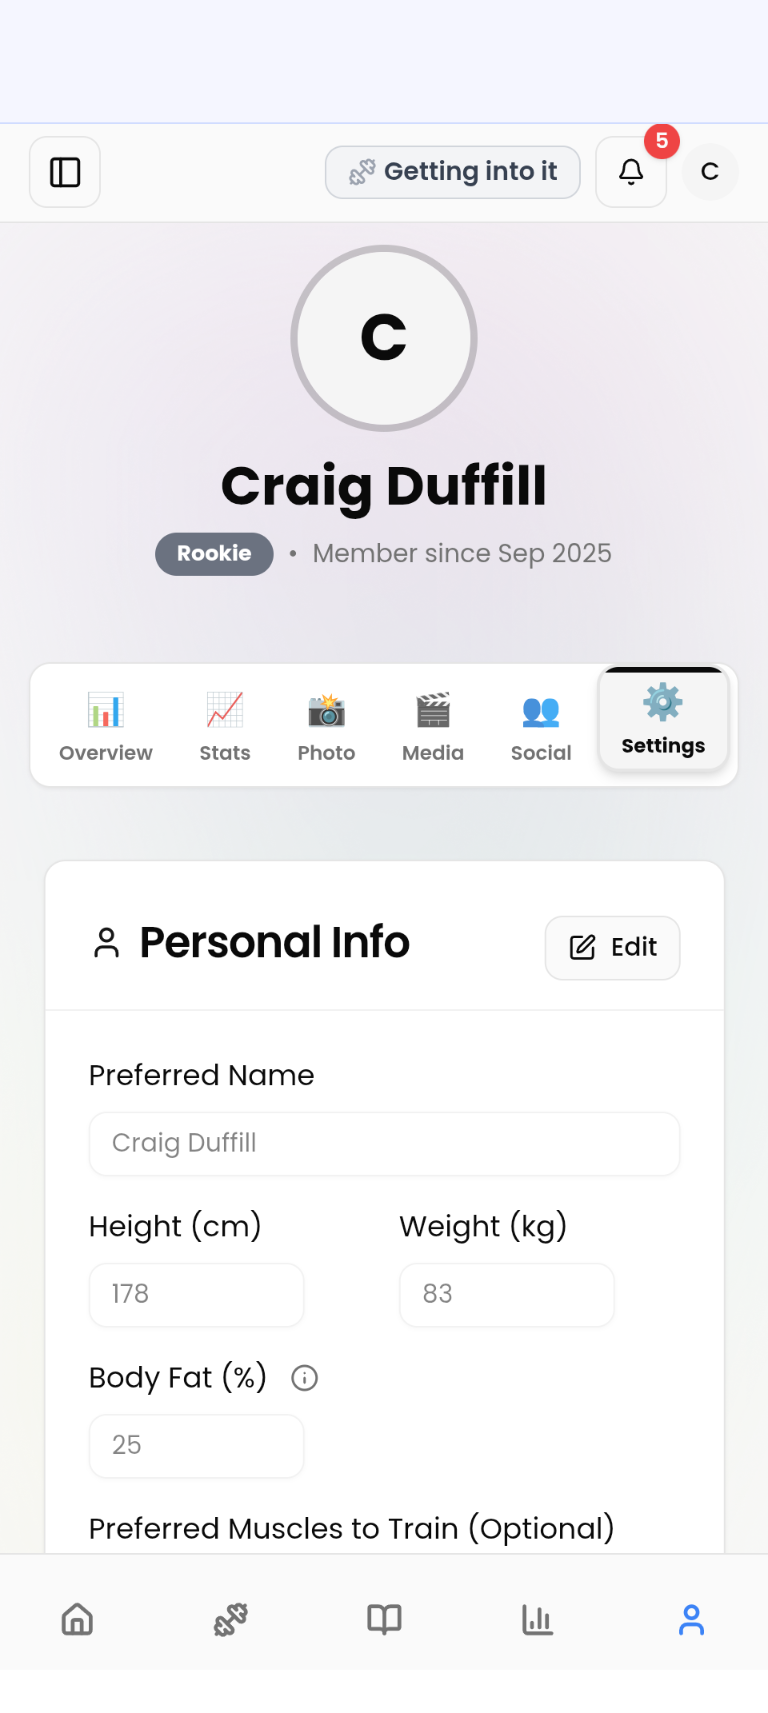 Getting into it
5
C
C
Craig Duffill
Rookie • Member since Sep 2025
Overview Stats Photo Media Social Settings
Personal Info Edit
Preferred Name
Craig Duffill
Height (cm) Weight (kg)
178 83
Body Fat (%)
25
Preferred Muscles to Train (Optional)